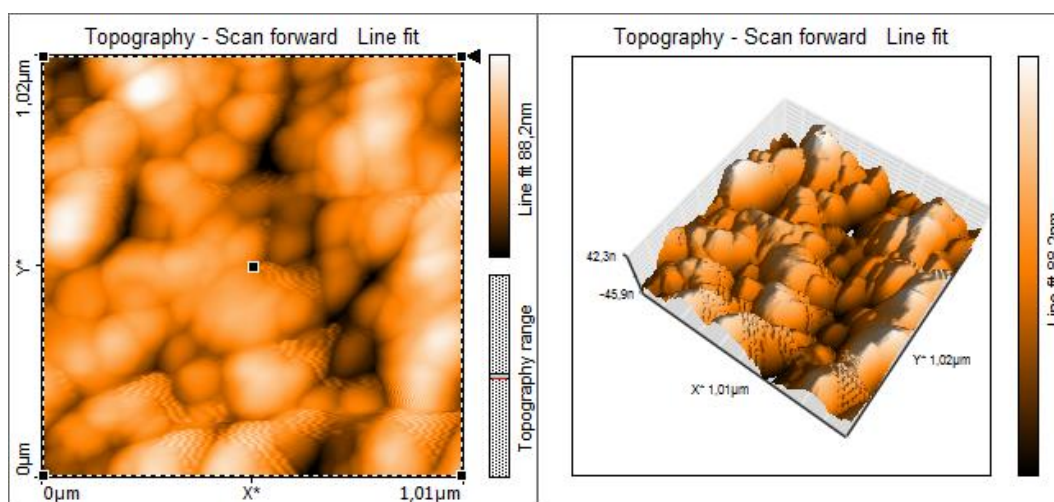 Topography - Scan forward Line fit
1,02µm
Y*
0µm
0µm
X*
1,01µm
Line fit 88,2nm
Topography range
Topography - Scan forward Line fit
42,3n
-45,9n
X* 1,01µm
Y* 1,02µm
Line fit 88,2nm